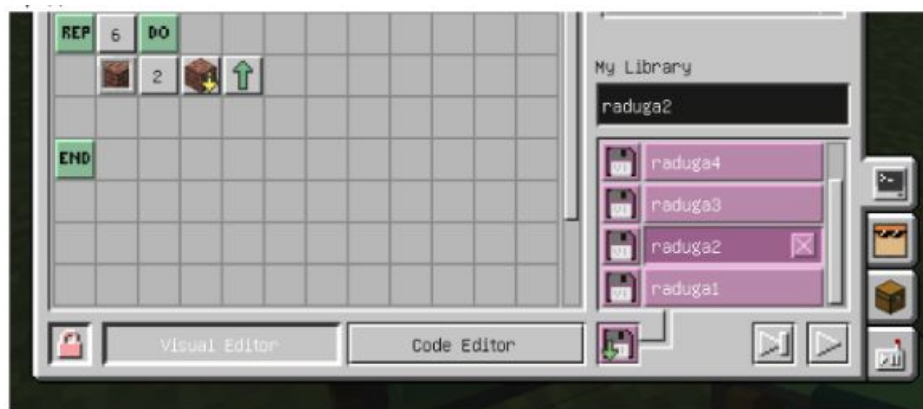 REP 6 DO
2
END
My Library
raduga2
raduga4
raduga3
raduga2
raduga1
Visual Editor
Code Editor